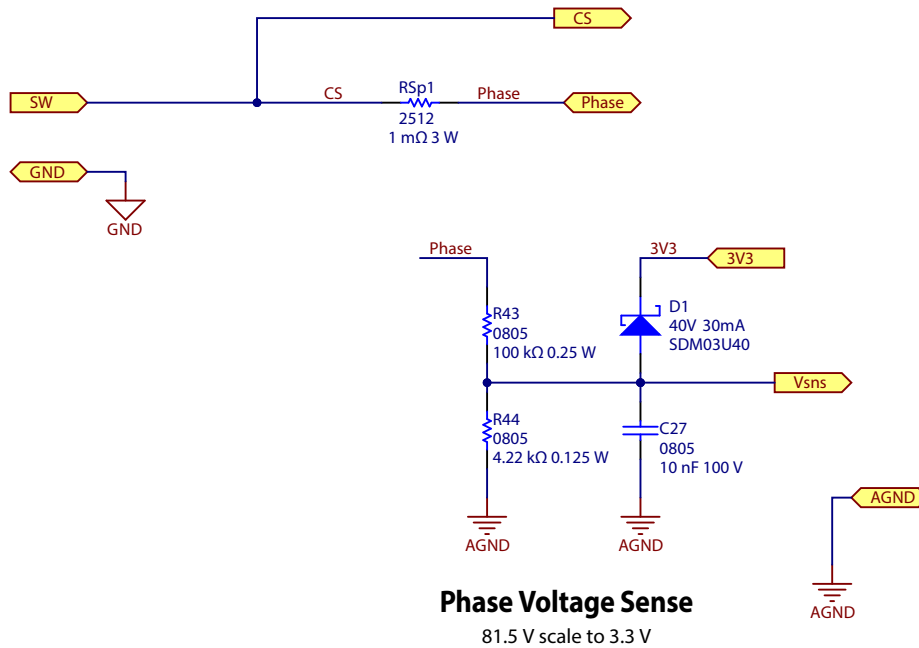 CS
SW
CS
RSp1
Phase
Phase
2512
1 mΩ 3 W
GND
GND
Phase
3V3
3V3
R43
0805
100 kΩ 0.25 W
D1
40V 30mA
SDM03U40
Vsns
R44
0805
4.22 kΩ 0.125 W
C27
0805
10 nF 100 V
AGND
AGND
AGND
AGND
Phase Voltage Sense
81.5 V scale to 3.3 V